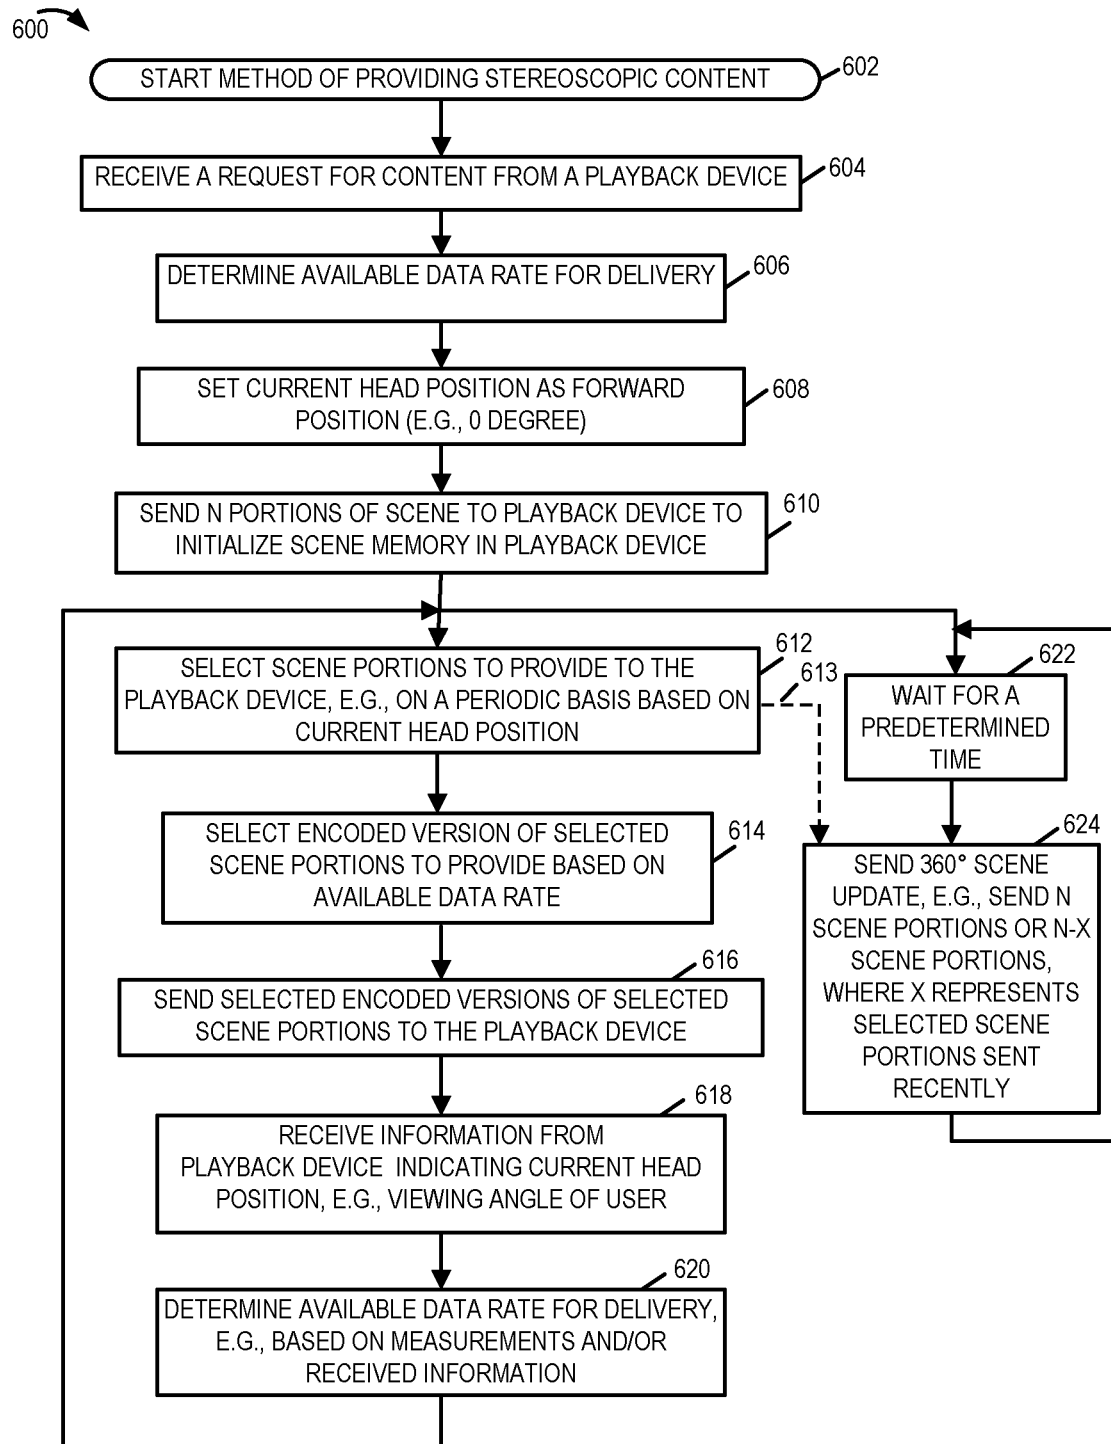 600
START METHOD OF PROVIDING STEREOSCOPIC CONTENT
602
RECEIVE A REQUEST FOR CONTENT FROM A PLAYBACK DEVICE
604
DETERMINE AVAILABLE DATA RATE FOR DELIVERY
606
SET CURRENT HEAD POSITION AS FORWARD
POSITION (E.G., 0 DEGREE)
608
SEND N PORTIONS OF SCENE TO PLAYBACK DEVICE TO
INITIALIZE SCENE MEMORY IN PLAYBACK DEVICE
610
SELECT SCENE PORTIONS TO PROVIDE TO THE
PLAYBACK DEVICE, E.G., ON A PERIODIC BASIS BASED ON
CURRENT HEAD POSITION
612
613
SELECT ENCODED VERSION OF SELECTED
SCENE PORTIONS TO PROVIDE BASED ON
AVAILABLE DATA RATE
614
SEND SELECTED ENCODED VERSIONS OF SELECTED
SCENE PORTIONS TO THE PLAYBACK DEVICE
616
RECEIVE INFORMATION FROM
PLAYBACK DEVICE INDICATING CURRENT HEAD
POSITION, E.G., VIEWING ANGLE OF USER
618
DETERMINE AVAILABLE DATA RATE FOR DELIVERY,
E.G., BASED ON MEASUREMENTS AND/OR
RECEIVED INFORMATION
620
WAIT FOR A
PREDETERMINED
TIME
622
SEND 360° SCENE
UPDATE, E.G., SEND N
SCENE PORTIONS OR N-X
SCENE PORTIONS,
WHERE X REPRESENTS
SELECTED SCENE
PORTIONS SENT
RECENTLY
624